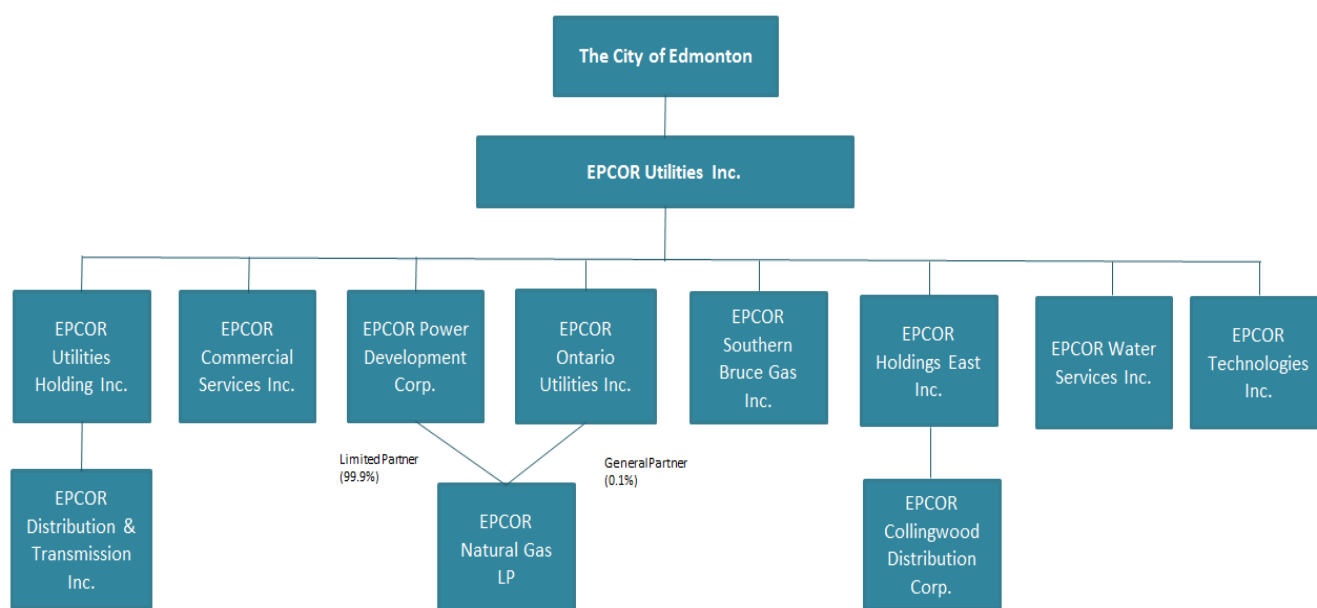 The City of Edmonton
EPCOR Utilities Inc.
EPCOR
Utilities
Holding Inc.
EPCOR
Commercial
Services Inc.
EPCOR Power
Development
Corp.
EPCOR
Ontario
Utilities Inc.
EPCOR
Southern
Bruce Gas
Inc.
EPCOR
Holdings East
Inc.
EPCOR Water
Services Inc.
EPCOR
Technologies
Inc.
Limited Partner
(99.9%)
General Partner
(0.1%)
EPCOR
Distribution &
Transmission
Inc.
EPCOR
Natural Gas
LP
EPCOR
Collingwood
Distribution
Corp.